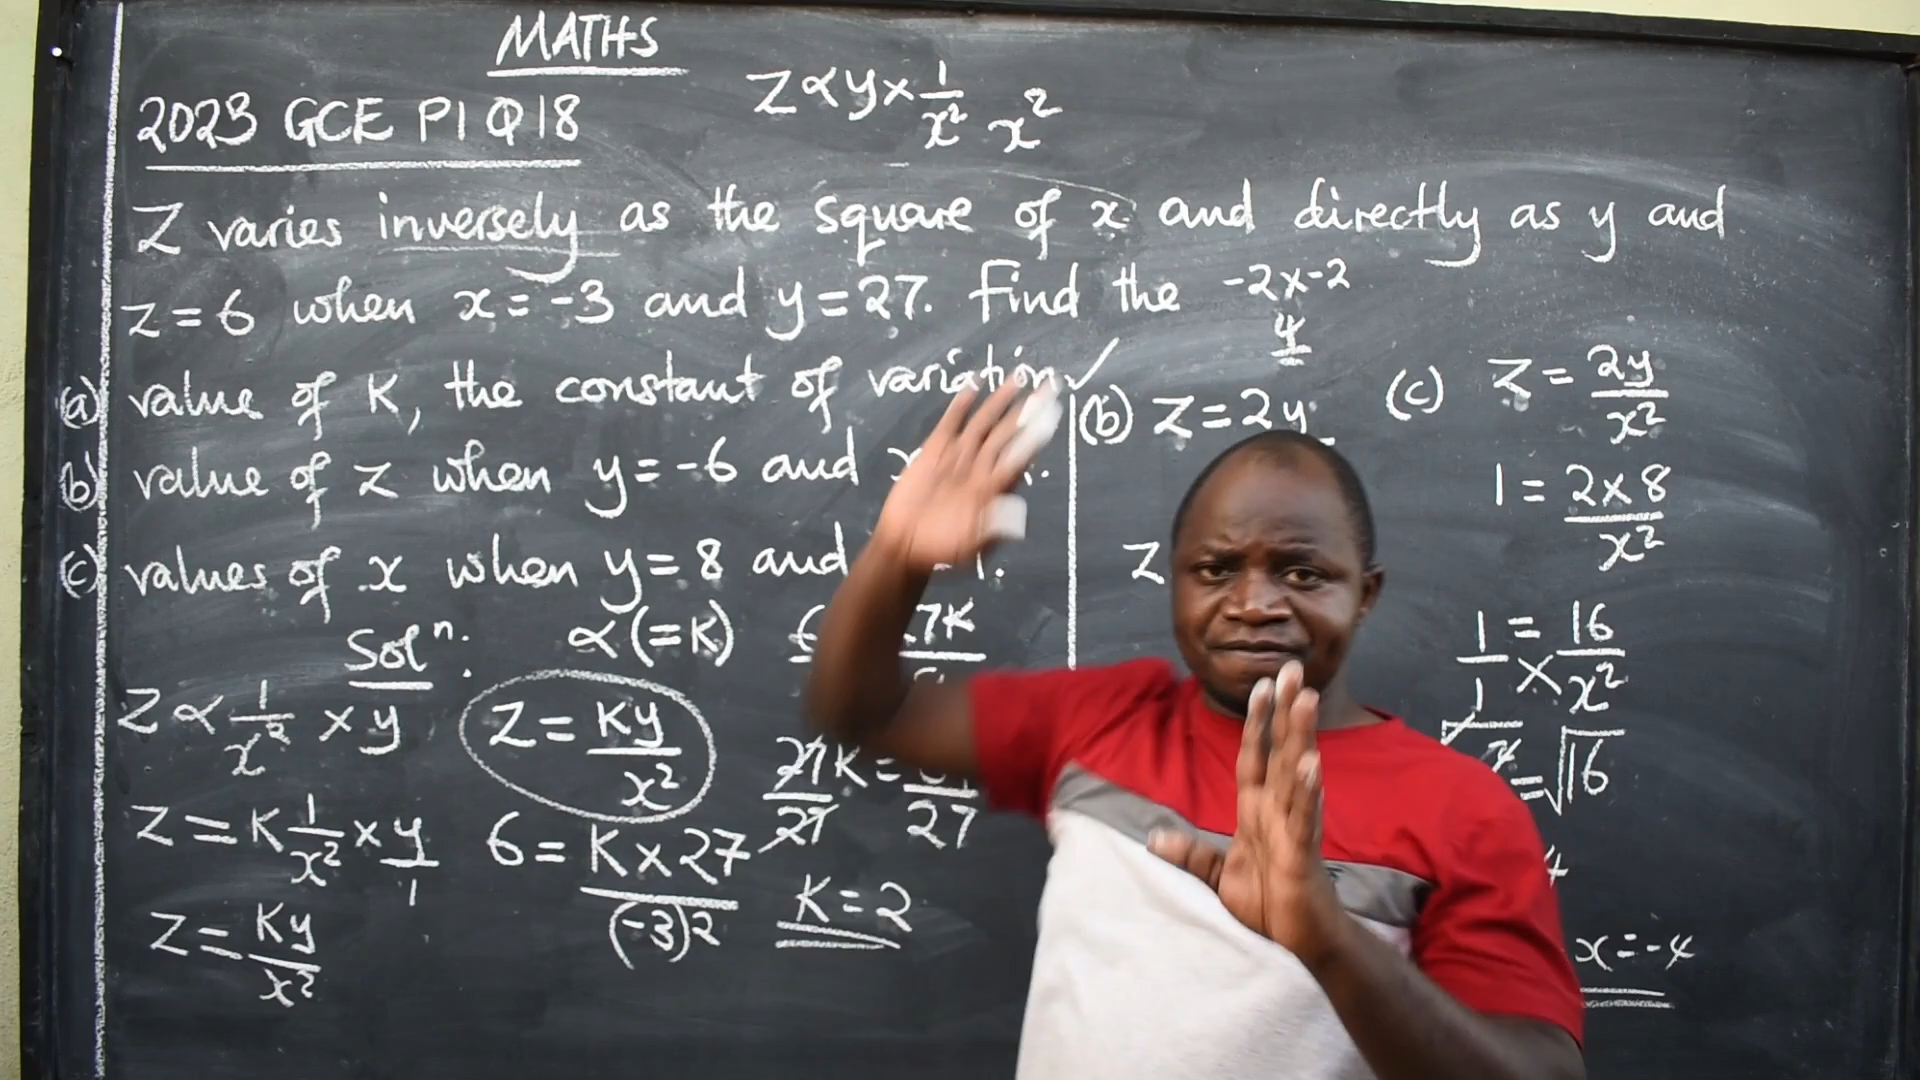 MATHS
2023 GCE P1 Q18
Z ∝ y × 1/x² x²
Z varies inversely as the square of x and directly as y and
z = 6 when x = -3 and y = 27. Find the
-2 x -2
4
(a) value of K, the constant of variation ✓
(b) value of z when y = -6 and
(c) values of x when y = 8 and
Solⁿ:
∝ (= K)
Z ∝ 1/x² × y
Z = K 1/x² × y/1
Z = Ky/x²
Z = Ky/x²
6 = K × 27/(-3)2
27K/27 =
27
K = 2
(b) Z = 2y
Z
(c) Z = 2y/x²
1 = 2 × 8/x²
1/1 × = 16/x²
= √16
x = -4